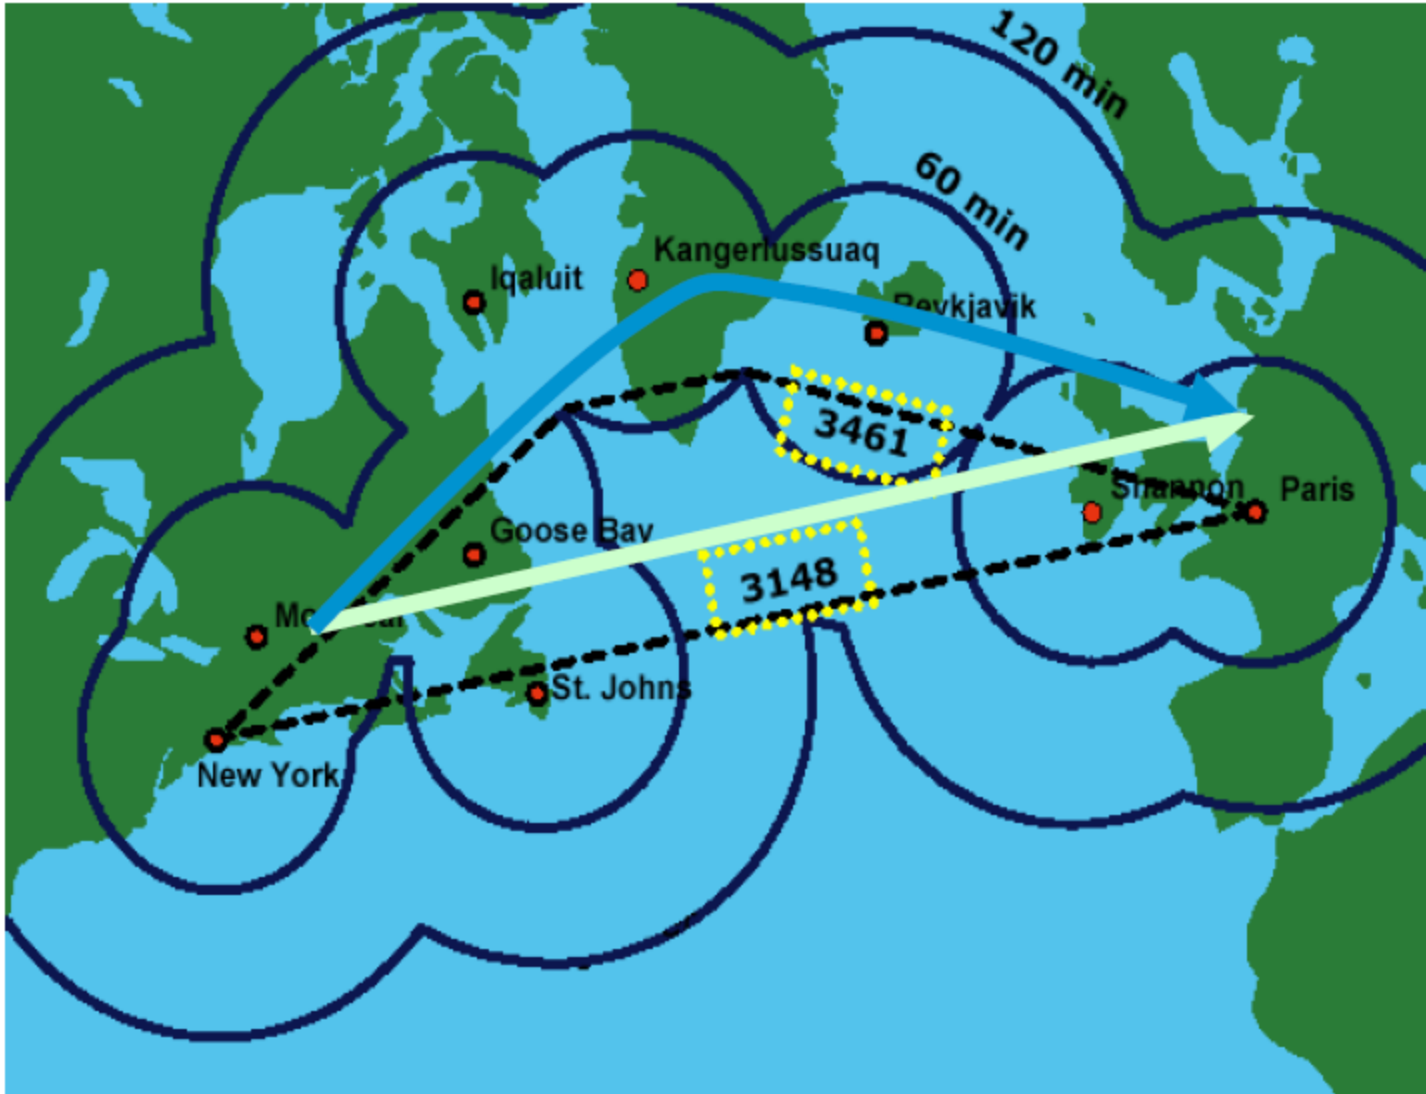 120 min
60 min
Kangerlussuaq
Iqaluit
Reykjavik
3461
Shannon
Paris
Goose Bay
3148
St. Johns
New York